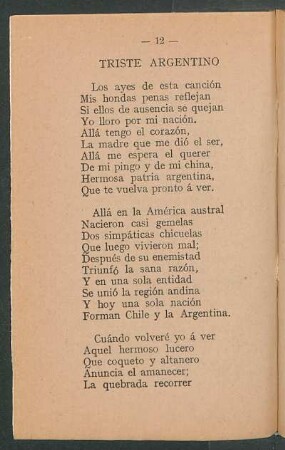 — 12 —
TRISTE ARGENTINO
Los ayes de esta canción
Mis hondas penas reflejan
Si ellos de ausencia se quejan
Yo lloro por mi nación.
Allá tengo el corazón,
La madre que me dió el ser,
Allá me espera el querer
De mi pingo y de mi china,
Hermosa patria argentina,
Que te vuelva pronto á ver.
Allá en la América austral
Nacieron casi gemelas
Dos simpáticas chicuelas
Que luego vivieron mal;
Después de su enemistad
Triunfó la sana razón,
Y en una sola entidad
Se unió la región andina
Y hoy una sola nación
Forman Chile y la Argentina.
Cuándo volveré yo á ver
Aquel hermoso lucero
Que coqueto y altanero
Anuncia el amanecer;
La quebrada recorrer